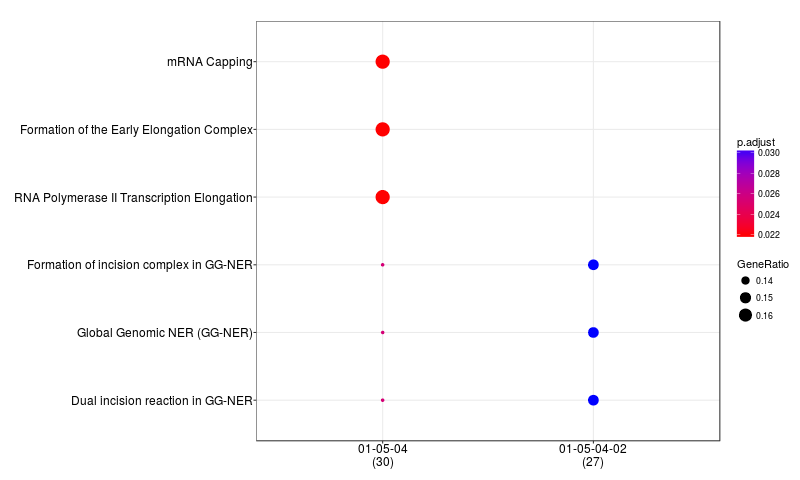 mRNA Capping
Formation of the Early Elongation Complex
RNA Polymerase II Transcription Elongation
Formation of incision complex in GG-NER
Global Genomic NER (GG-NER)
Dual incision reaction in GG-NER
01-05-04
(30)
01-05-04-02
(27)
p.adjust
0.030
0.028
0.026
0.024
0.022
GeneRatio
0.14
0.15
0.16